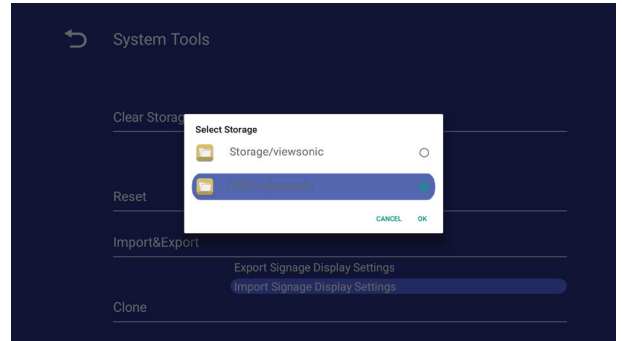 System Tools
Clear Storag
Select Storage
Storage/viewsonic
CANCEL OK
Reset
Import&Export
Export Signage Display Settings
Import Signage Display Settings
Clone